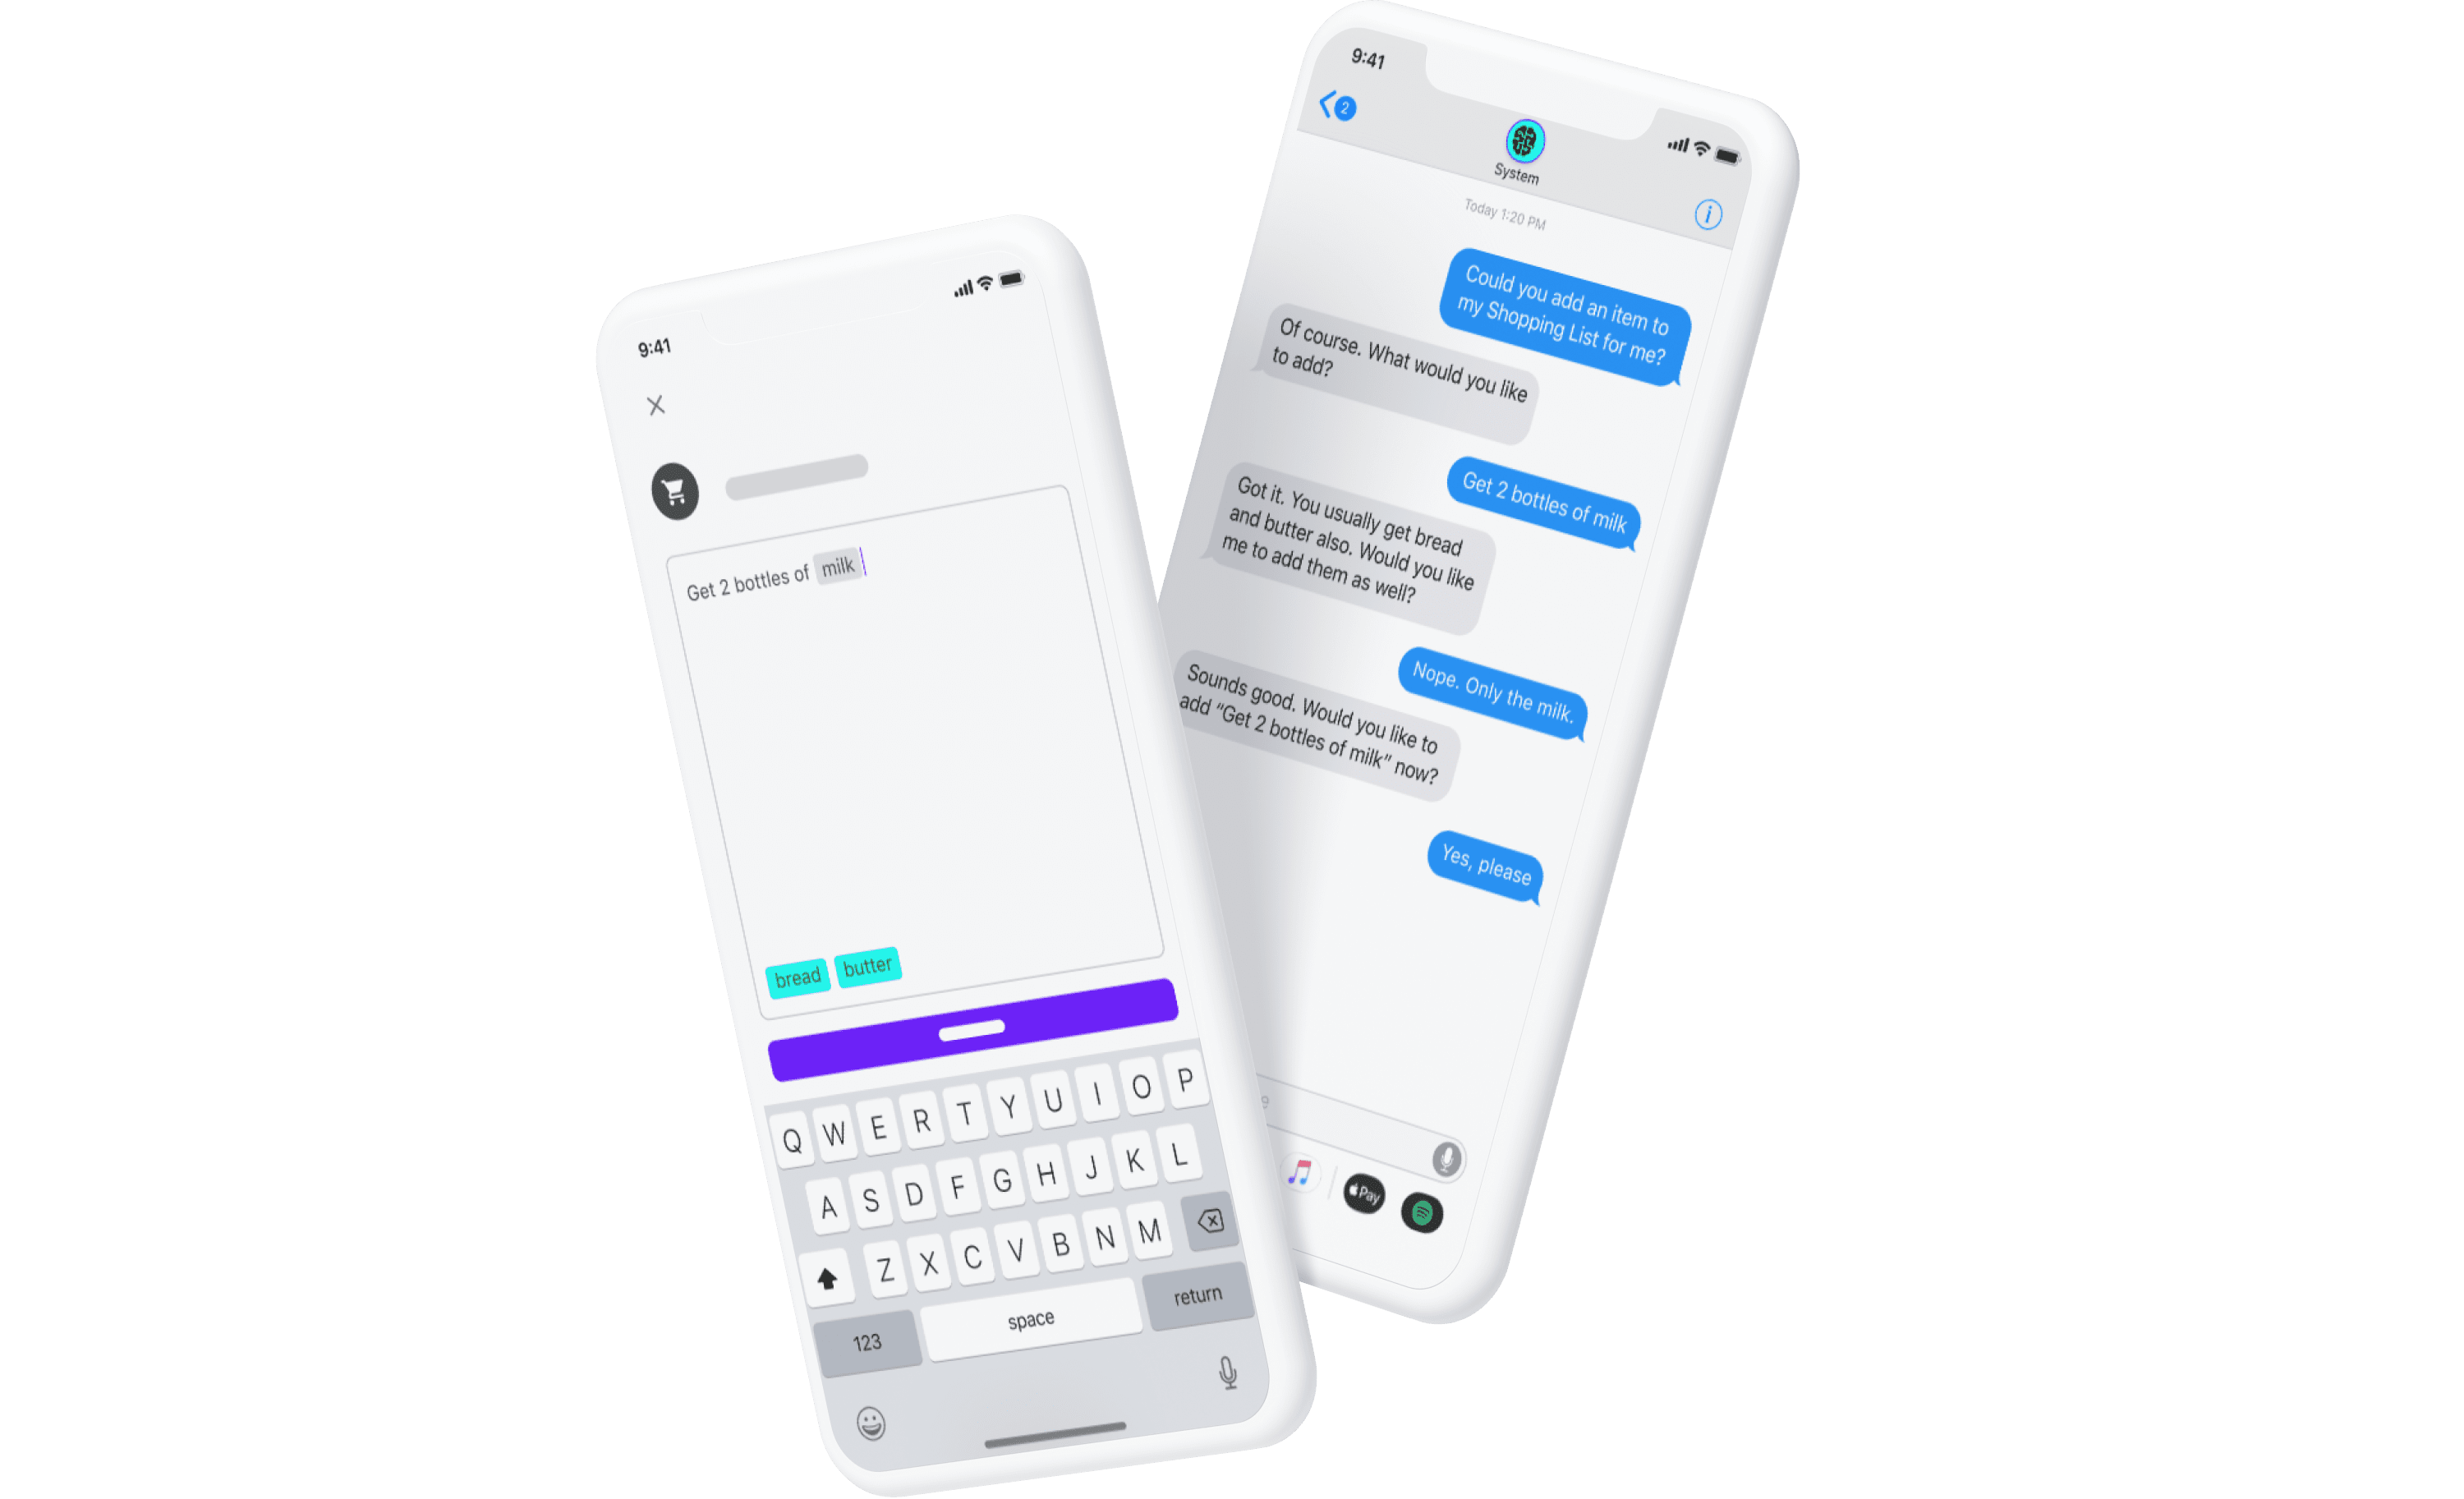 9:41
Get 2 bottles of milk
bread butter
Q W E R T Y U I O P
A S D F G H J K L
Z X C V B N M
123 space return
9:41
2
System
Today 1:20 PM
Could you add an item to
my Shopping List for me?
Of course. What would you like
to add?
Get 2 bottles of milk
Got it. You usually get bread
and butter also. Would you like
me to add them as well?
Nope. Only the milk.
Sounds good. Would you like to
add “Get 2 bottles of milk” now?
Yes, please
Pay